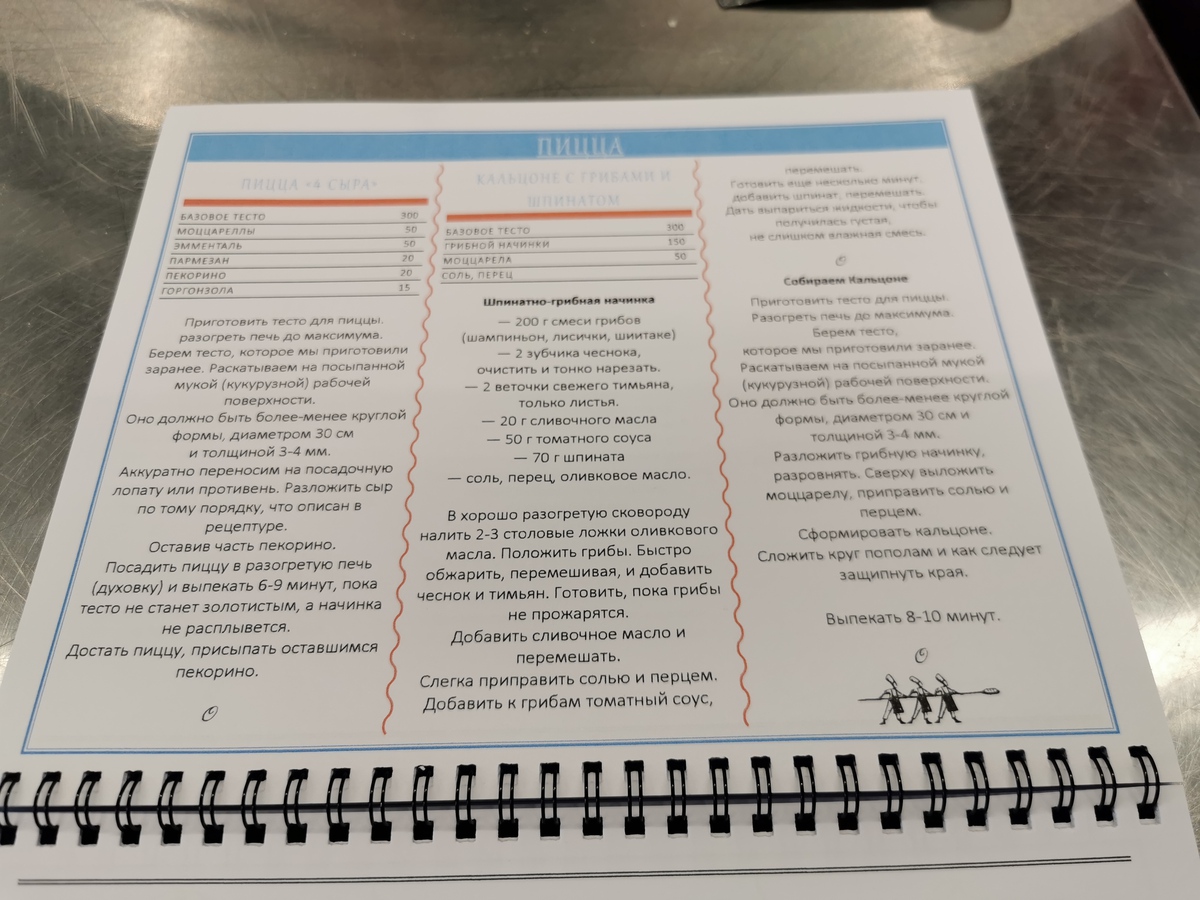 ПИЦЦА
ПИЦЦА «4 СЫРА»
БАЗОВОЕ ТЕСТО 300
МОЦЦАРЕЛЛЫ 50
ЭММЕНТАЛЬ 50
ПАРМЕЗАН 20
ПЕКОРИНО 20
ГОРГОНЗОЛА 15
Приготовить тесто для пиццы.
разогреть печь до максимума.
Берем тесто, которое мы приготовили
заранее. Раскатываем на посыпанной
мукой (кукурузной) рабочей
поверхности.
Оно должно быть более-менее круглой
формы, диаметром 30 см
и толщиной 3-4 мм.
Аккуратно переносим на посадочную
лопату или противень. Разложить сыр
по тому порядку, что описан в
рецептуре.
Оставив часть пекорино.
Посадить пиццу в разогретую печь
(духовку) и выпекать 6-9 минут, пока
тесто не станет золотистым, а начинка
не расплывется.
Достать пиццу, присыпать оставшимся
пекорино.
КАЛЬЦОНЕ С ГРИБАМИ И
ШПИНАТОМ
БАЗОВОЕ ТЕСТО 300
ГРИБНОЙ НАЧИНКИ 150
МОЦЦАРЕЛА 50
СОЛЬ, ПЕРЕЦ
Шпинатно-грибная начинка
— 200 г смеси грибов
(шампиньон, лисички, шиитаке)
— 2 зубчика чеснока,
очистить и тонко нарезать.
— 2 веточки свежего тимьяна,
только листья.
— 20 г сливочного масла
— 50 г томатного соуса
— 70 г шпината
— соль, перец, оливковое масло.
В хорошо разогретую сковороду
налить 2-3 столовые ложки оливкового
масла. Положить грибы. Быстро
обжарить, перемешивая, и добавить
чеснок и тимьян. Готовить, пока грибы
не прожарятся.
Добавить сливочное масло и
перемешать.
Слегка приправить солью и перцем.
Добавить к грибам томатный соус,
перемешать.
Готовить еще несколько минут.
добавить шпинат, перемешать.
Дать выпариться жидкости, чтобы
получилась густая,
не слишком влажная смесь.
Собираем Кальцоне
Приготовить тесто для пиццы.
Разогреть печь до максимума.
Берем тесто,
которое мы приготовили заранее.
Раскатываем на посыпанной мукой
(кукурузной) рабочей поверхности.
Оно должно быть более-менее круглой
формы, диаметром 30 см и
толщиной 3-4 мм.
Разложить грибную начинку,
разровнять. Сверху выложить
моццарелу, приправить солью и
перцем.
Сформировать кальцоне.
Сложить круг пополам и как следует
защипнуть края.
Выпекать 8-10 минут.